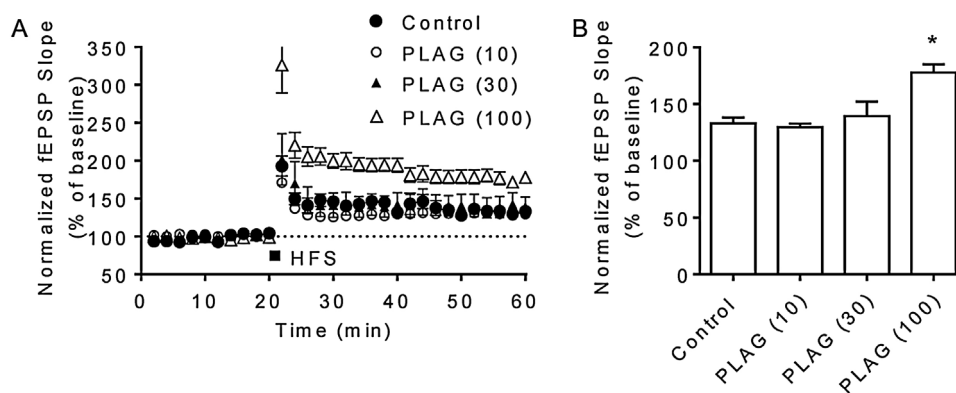 A
Normalized fEPSP Slope
(% of baseline)
350
300
250
200
150
100
50
0
10
20
30
40
50
60
Time (min)
HFS
Control
PLAG (10)
PLAG (30)
PLAG (100)
B
Normalized fEPSP Slope
(% of baseline)
200
150
100
50
0
*
Control
PLAG (10)
PLAG (30)
PLAG (100)